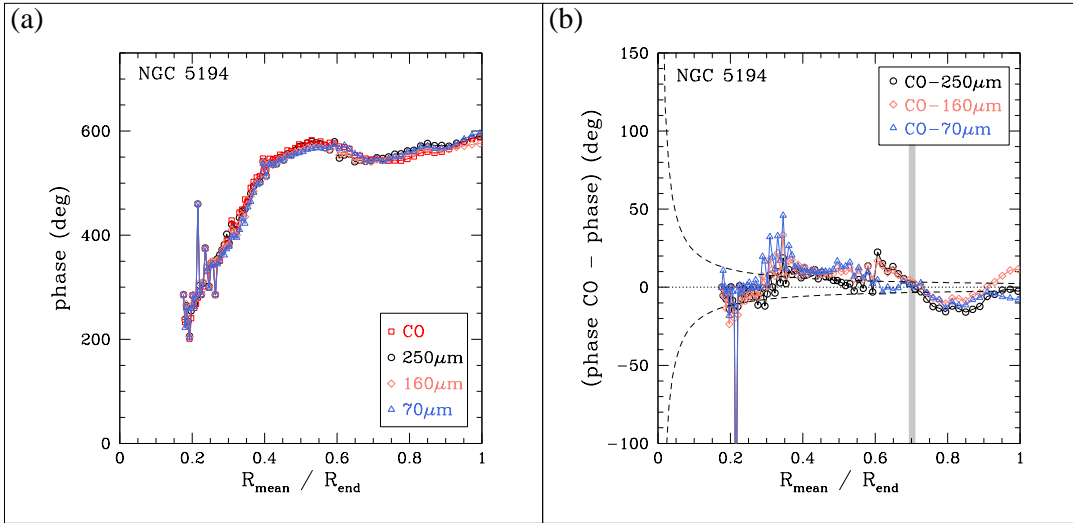 (a)
NGC 5194
phase (deg)
600
400
200
0
CO
250μm
160μm
70μm
0 0.2 0.4 0.6 0.8 1
R_mean / R_end
(b)
NGC 5194
(phase CO − phase) (deg)
150
100
50
0
−50
−100
CO−250μm
CO−160μm
CO−70μm
0 0.2 0.4 0.6 0.8 1
R_mean / R_end